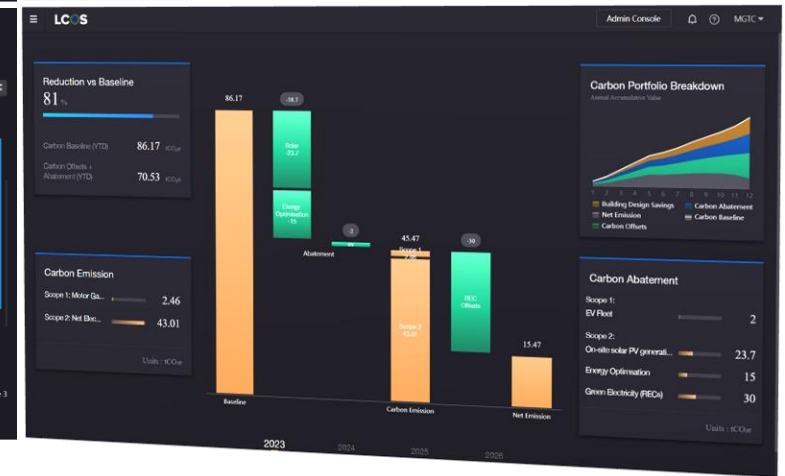 LCOS
Admin Console
MGTC
Reduction vs Baseline
81 %
Carbon Baseline (YTD) 86.17 tCO₂e
Carbon Offsets +
Abatement (YTD) 70.53 tCO₂e
Carbon Emission
Scope 1: Motor Ga... 2.46
Scope 2: Net Elec... 43.01
Units : tCO₂e
86.17
Solar
-23.7
Energy
Optimisation
-15
-2
EV
Abatement
45.47
Scope 1
2.46
Scope 2
43.01
-30
REC
Offsets
15.47
Baseline
Carbon Emission
Net Emission
2023 2024 2025 2026
Carbon Portfolio Breakdown
Annual Accumulative Value
1 2 3 4 5 6 7 8 9 10 11 12
Building Design Savings Carbon Abatement
Net Emission Carbon Baseline
Carbon Offsets
Carbon Abatement
Scope 1:
EV Fleet 2
Scope 2:
On-site solar PV generati... 23.7
Energy Optimisation 15
Green Electricity (RECs) 30
Units : tCO₂e